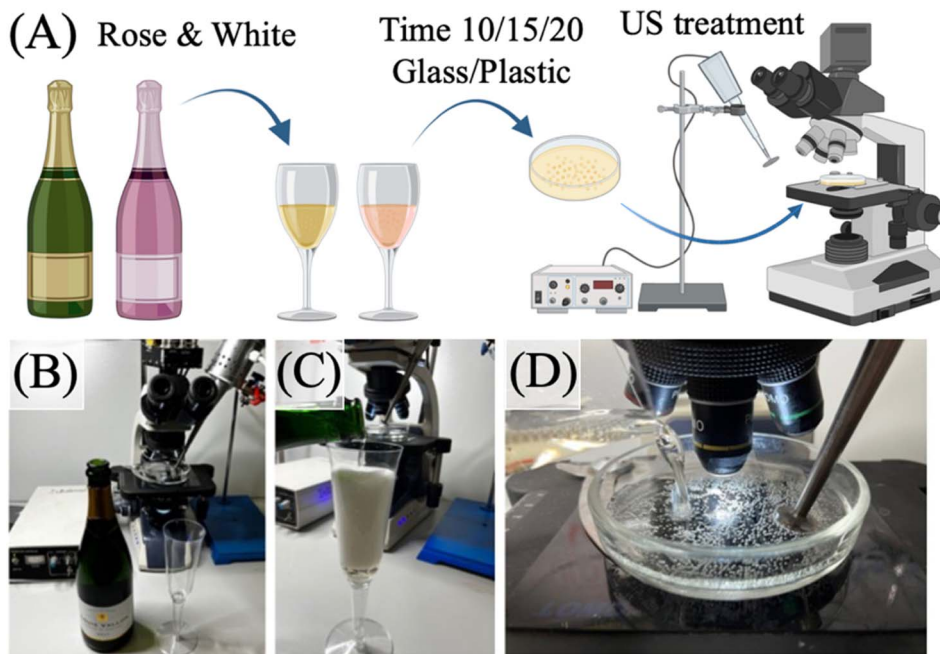 (A)
Rose & White
Time 10/15/20
Glass/Plastic
US treatment
(B)
(C)
(D)